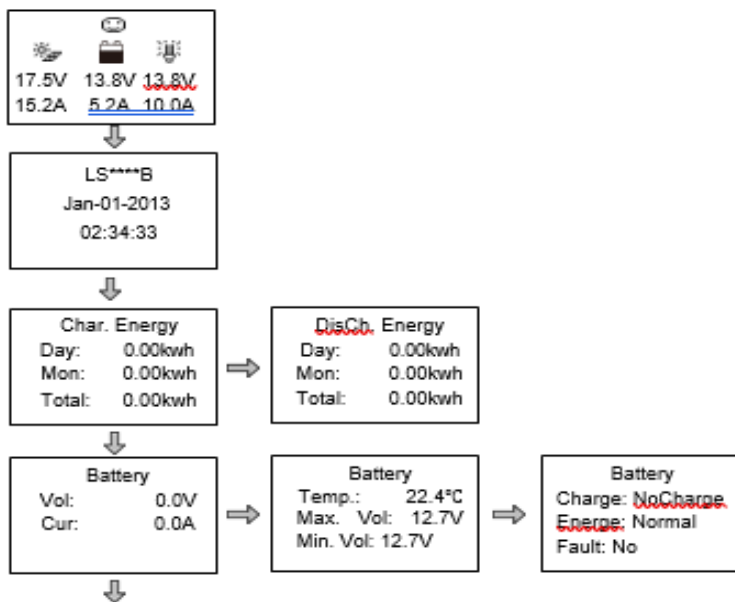 17.5V 13.8V 13.8V
15.2A 5.2A 10.0A
LS****B
Jan-01-2013
02:34:33
Char. Energy
Day: 0.00kwh
Mon: 0.00kwh
Total: 0.00kwh
DisCh. Energy
Day: 0.00kwh
Mon: 0.00kwh
Total: 0.00kwh
Battery
Vol: 0.0V
Cur: 0.0A
Battery
Temp.: 22.4°C
Max. Vol: 12.7V
Min. Vol: 12.7V
Battery
Charge: NoCharge
Energe: Normal
Fault: No